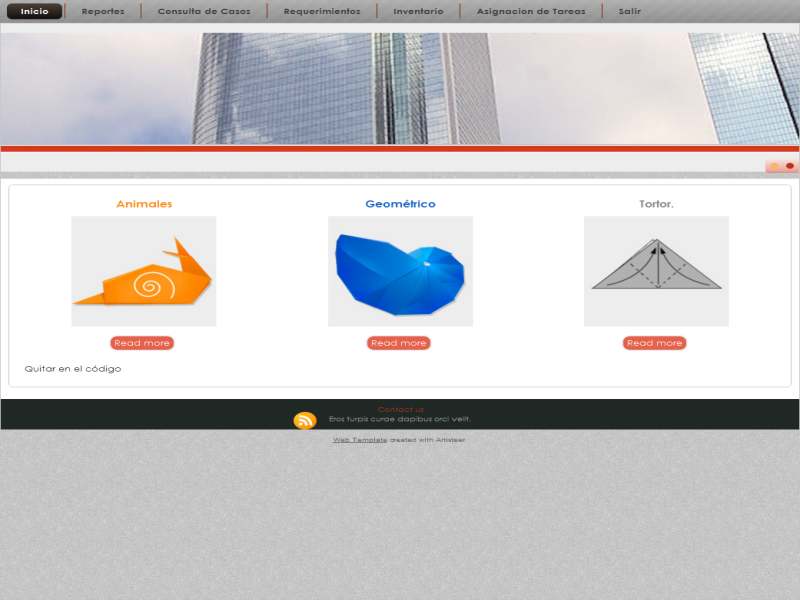 Inicio Reportes Consulta de Casos Requerimientos Inventario Asignacion de Tareas Salir
Animales Geométrico Tortor.
Read more Read more Read more
Quitar en el código
Contact us
Eros turpis curae dapibus orci velit.
Web Template created with Artisteer.